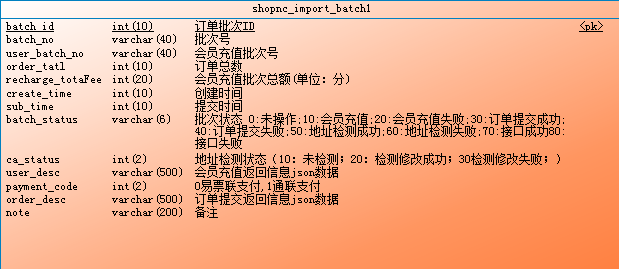 shopnc_import_batch1
batch_id int(10) 订单批次ID <pk>
batch_no varchar(40) 批次号
user_batch_no varchar(40) 会员充值批次号
order_tatl int(10) 订单总数
recharge_totaFee int(20) 会员充值批次总额(单位：分)
create_time int(10) 创建时间
sub_time int(10) 提交时间
batch_status varchar(6) 批次状态 0:未操作;10:会员充值;20:会员充值失败;30:订单提交成功;
40:订单提交失败;50:地址检测成功;60:地址检测失败;70:接口成功80:
接口失败
ca_status int(2) 地址检测状态（10：未检测；20：检测修改成功；30检测修改失败；）
user_desc varchar(500) 会员充值返回信息json数据
payment_code int(2) 0易票联支付,1通联支付
order_desc varchar(500) 订单提交返回信息json数据
note varchar(200) 备注